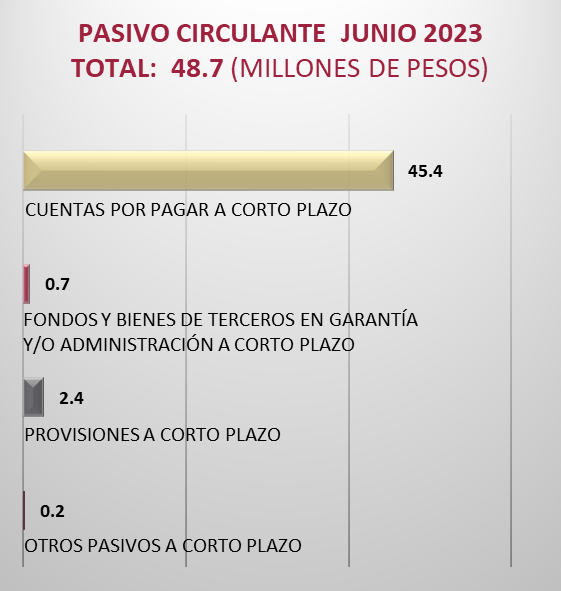 PASIVO CIRCULANTE JUNIO 2023
TOTAL: 48.7 (MILLONES DE PESOS)
45.4
CUENTAS POR PAGAR A CORTO PLAZO
0.7
FONDOS Y BIENES DE TERCEROS EN GARANTÍA
Y/O ADMINISTRACIÓN A CORTO PLAZO
2.4
PROVISIONES A CORTO PLAZO
0.2
OTROS PASIVOS A CORTO PLAZO